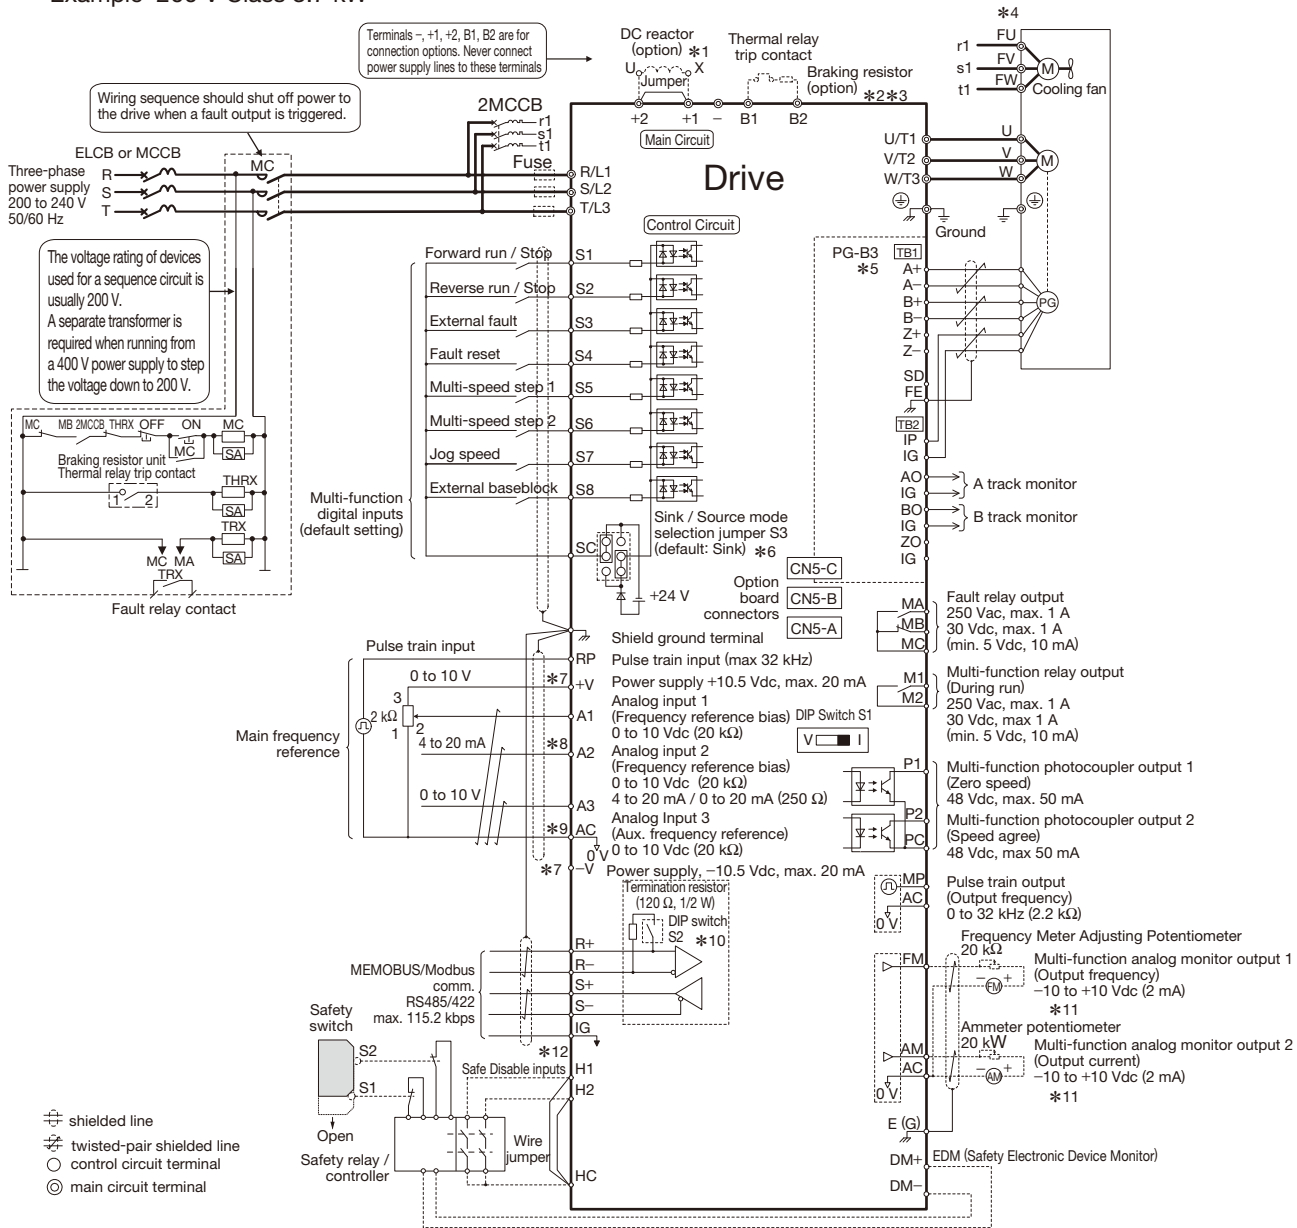 Example 200 V Class 3.7 kW
Terminals –, +1, +2, B1, B2 are for
connection options. Never connect
power supply lines to these terminals
DC reactor
(option) *1
U X
Jumper
+2 +1 – B1 B2
Thermal relay
trip contact
Braking resistor
(option) *2*3
*4
r1 FU
s1 FV
t1 FW
M
Cooling fan
Wiring sequence should shut off power to
the drive when a fault output is triggered.
2MCCB
r1
s1
t1
Main Circuit
Drive
ELCB or MCCB
MC
Fuse
Three-phase
power supply
200 to 240 V
50/60 Hz
R
S
T
R/L1
S/L2
T/L3
U/T1 U
V/T2 V
W/T3 W
M
Ground
The voltage rating of devices
used for a sequence circuit is
usually 200 V.
A separate transformer is
required when running from
a 400 V power supply to step
the voltage down to 200 V.
Control Circuit
Forward run / Stop S1
Reverse run / Stop S2
External fault S3
Fault reset S4
Multi-speed step 1 S5
Multi-speed step 2 S6
Jog speed S7
External baseblock S8
SC
Multi-function
digital inputs
(default setting)
Sink / Source mode
selection jumper S3
(default: Sink) *6
+24 V
PG-B3
*5
TB1
A+
A–
B+
B–
Z+
Z–
PG
SD
FE
TB2
IP
IG
AO
IG
A track monitor
BO
IG
B track monitor
ZO
IG
MC MB 2MCCB THRX OFF ON MC
MC
SA
Braking resistor unit
Thermal relay trip contact
1 2
THRX
SA
TRX
SA
MC MA
TRX
Fault relay contact
Option
board
connectors
CN5-C
CN5-B
CN5-A
MA
MB
MC
Fault relay output
250 Vac, max. 1 A
30 Vdc, max. 1 A
(min. 5 Vdc, 10 mA)
M1
M2
Multi-function relay output
(During run)
250 Vac, max. 1 A
30 Vdc, max 1 A
(min. 5 Vdc, 10 mA)
Shield ground terminal
Pulse train input
RP Pulse train input (max 32 kHz)
0 to 10 V
*7 +V Power supply +10.5 Vdc, max. 20 mA
3
2 kΩ
1 2
A1 Analog input 1
(Frequency reference bias)
0 to 10 Vdc (20 kΩ)
DIP Switch S1
V I
Main frequency
reference
4 to 20 mA
*8 A2 Analog input 2
(Frequency reference bias)
0 to 10 Vdc (20 kΩ)
4 to 20 mA / 0 to 20 mA (250 Ω)
0 to 10 V
A3 Analog Input 3
(Aux. frequency reference)
0 to 10 Vdc (20 kΩ)
*9 AC
0 V
*7 –V Power supply, –10.5 Vdc, max. 20 mA
P1
Multi-function photocoupler output 1
(Zero speed)
48 Vdc, max. 50 mA
P2
PC
Multi-function photocoupler output 2
(Speed agree)
48 Vdc, max 50 mA
MP
AC
0 V
Pulse train output
(Output frequency)
0 to 32 kHz (2.2 kΩ)
Termination resistor
(120 Ω, 1/2 W)
DIP switch
S2 *10
MEMOBUS/Modbus
comm.
RS485/422
max. 115.2 kbps
R+
R–
S+
S–
IG
Frequency Meter Adjusting Potentiometer
20 kΩ
FM
– FM +
Multi-function analog monitor output 1
(Output frequency)
–10 to +10 Vdc (2 mA)
*11
Ammeter potentiometer
20 kW
AM
AC
0 V
– AM +
Multi-function analog monitor output 2
(Output current)
–10 to +10 Vdc (2 mA)
*11
E (G)
Safety
switch
S2
S1
Open
Safety relay /
controller
*12
Safe Disable inputs
H1
H2
HC
Wire
jumper
DM+
DM–
EDM (Safety Electronic Device Monitor)
shielded line
twisted-pair shielded line
control circuit terminal
main circuit terminal